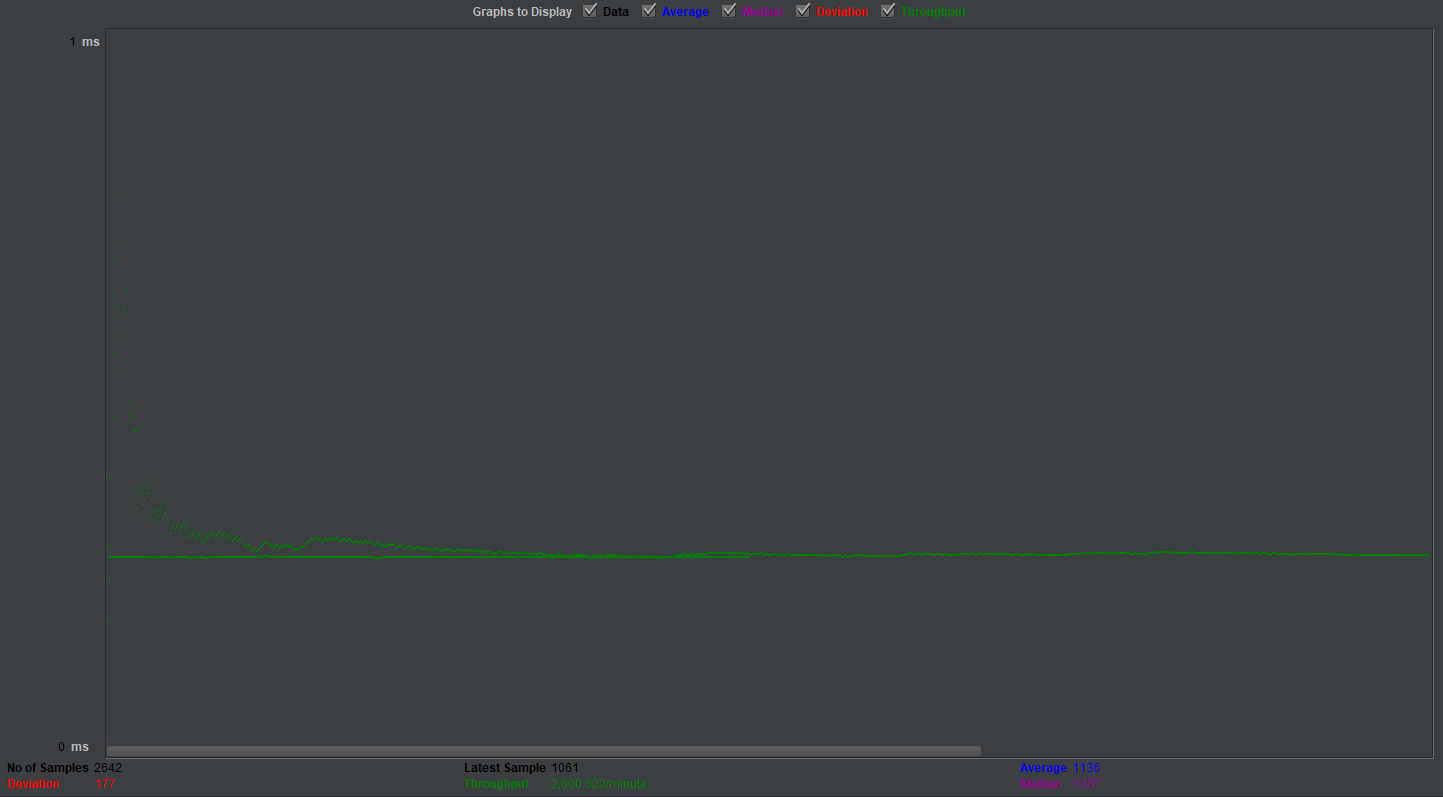 Graphs to Display Data Average Median Deviation Throughput
1 ms
0 ms
No of Samples 2642 Latest Sample 1061 Average 1136
Deviation 177 Throughput 2,600.522/minute Median